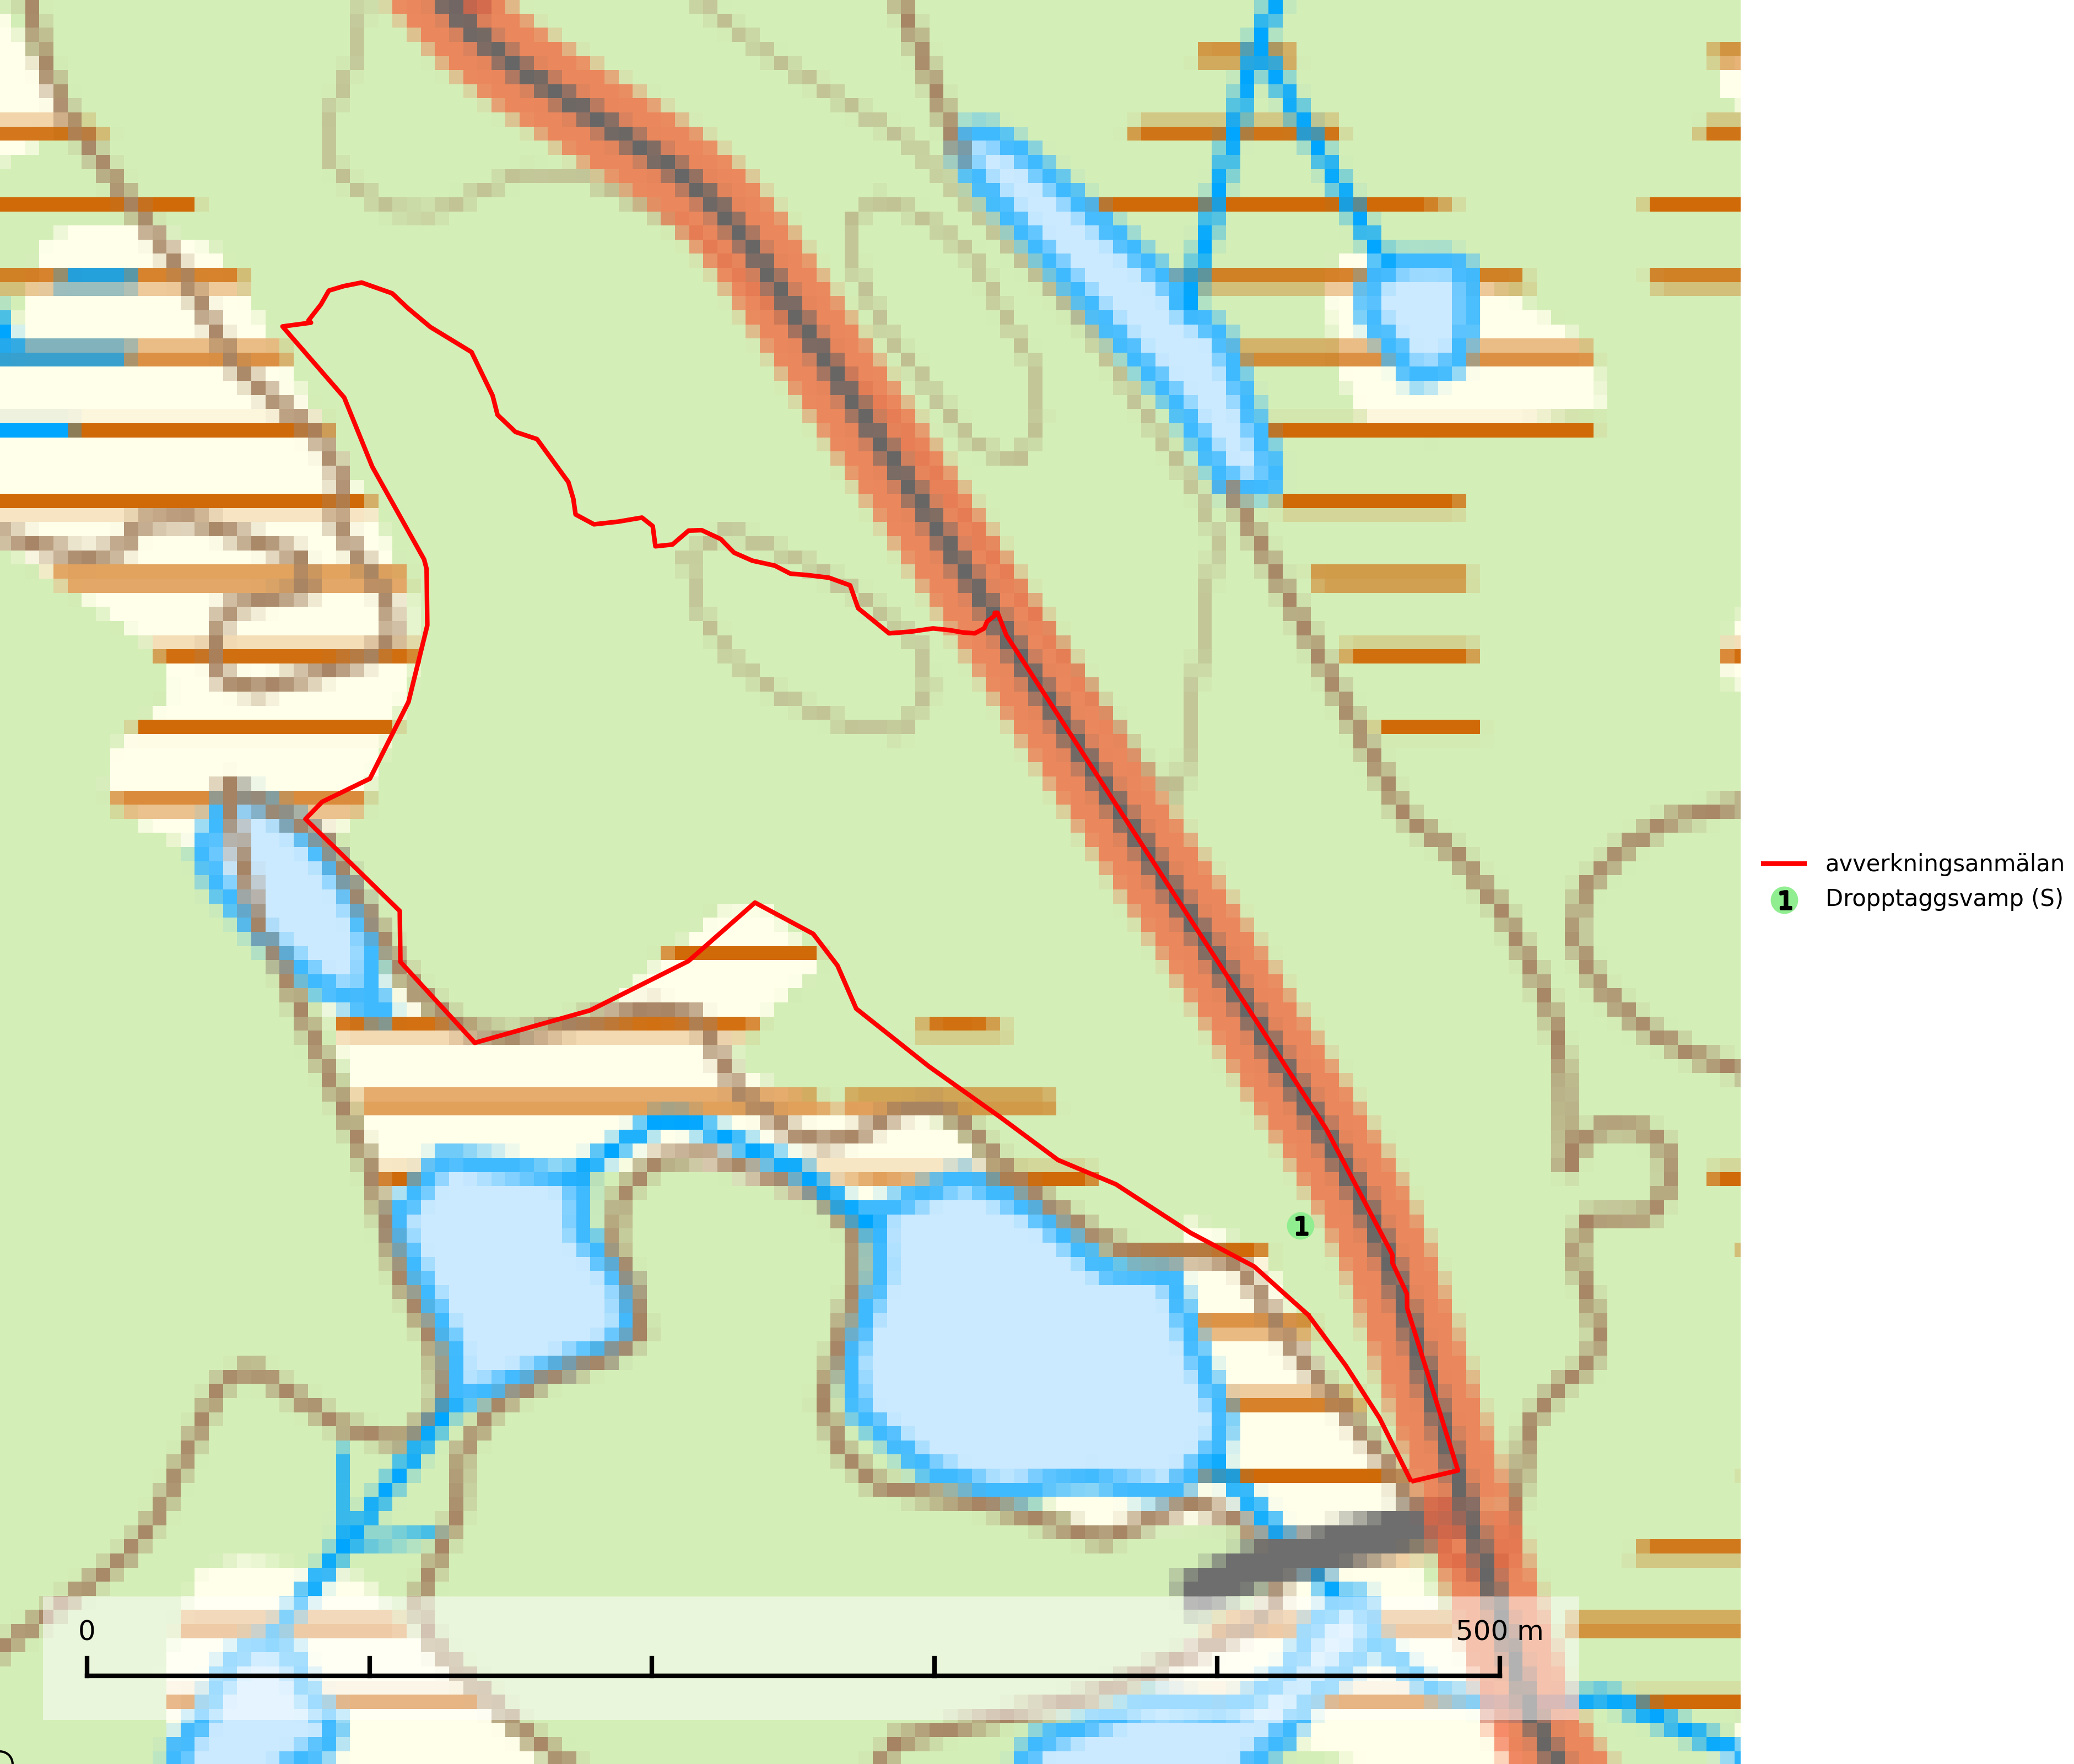 avverkningsanmälan
1 Dropptaggsvamp (S)
1
0 500 m